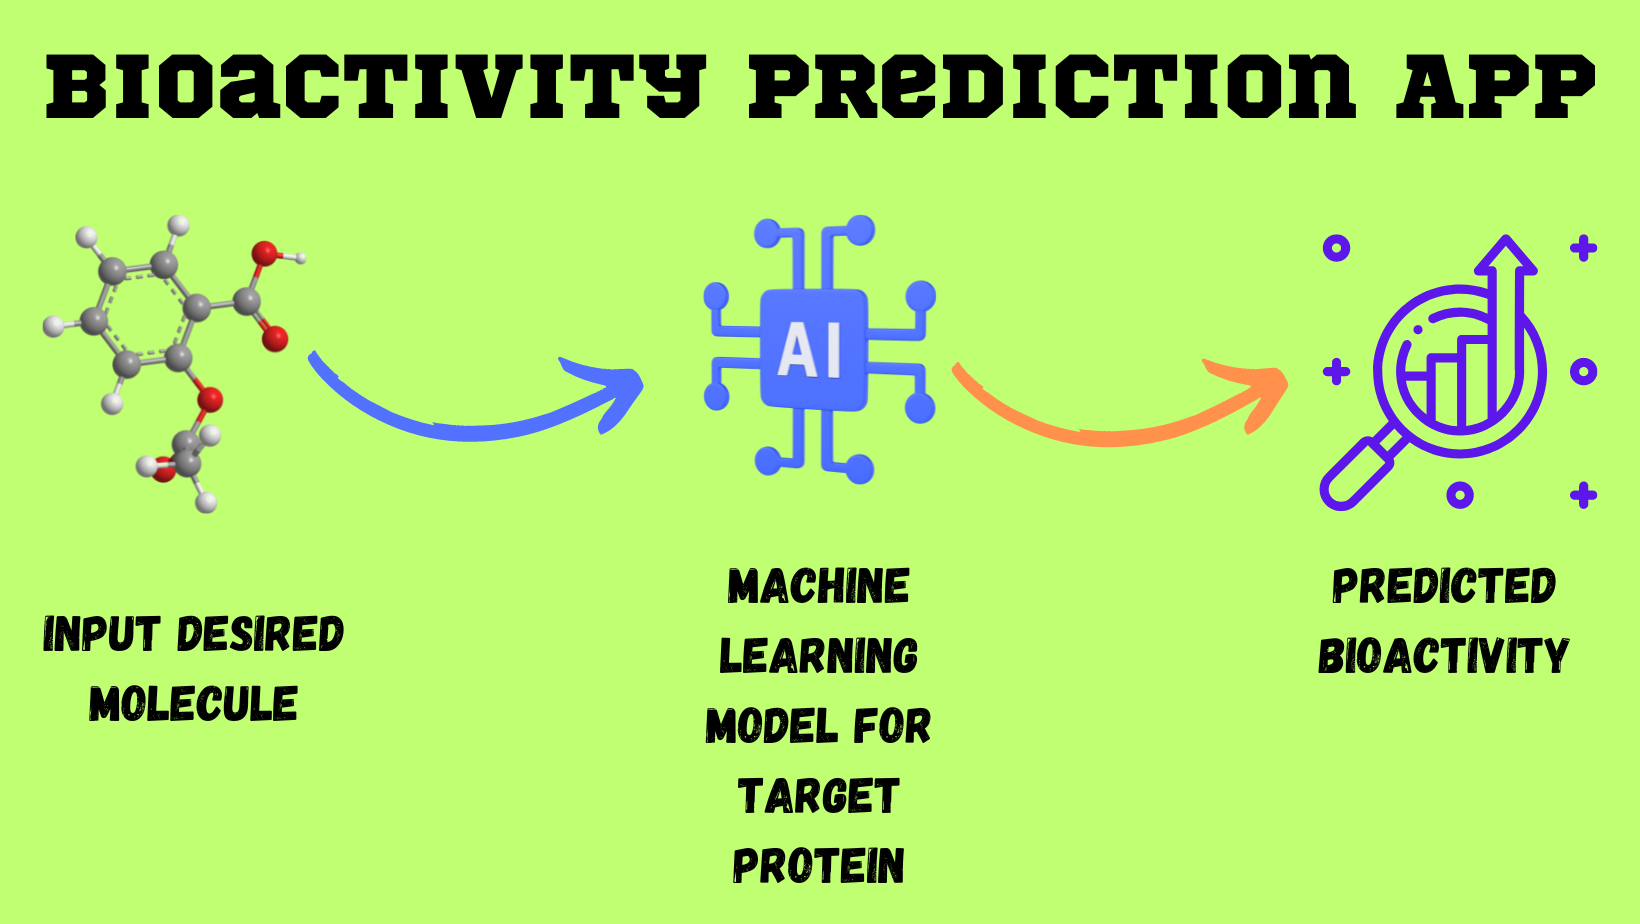 BIOaCTIVITY PReDICTIOn APP
AI
INPUT DESIRED
MOLECULE
MACHINE
LEARNING
MODEL FOR
TARGET
PROTEIN
PREDICTED
BIOACTIVITY